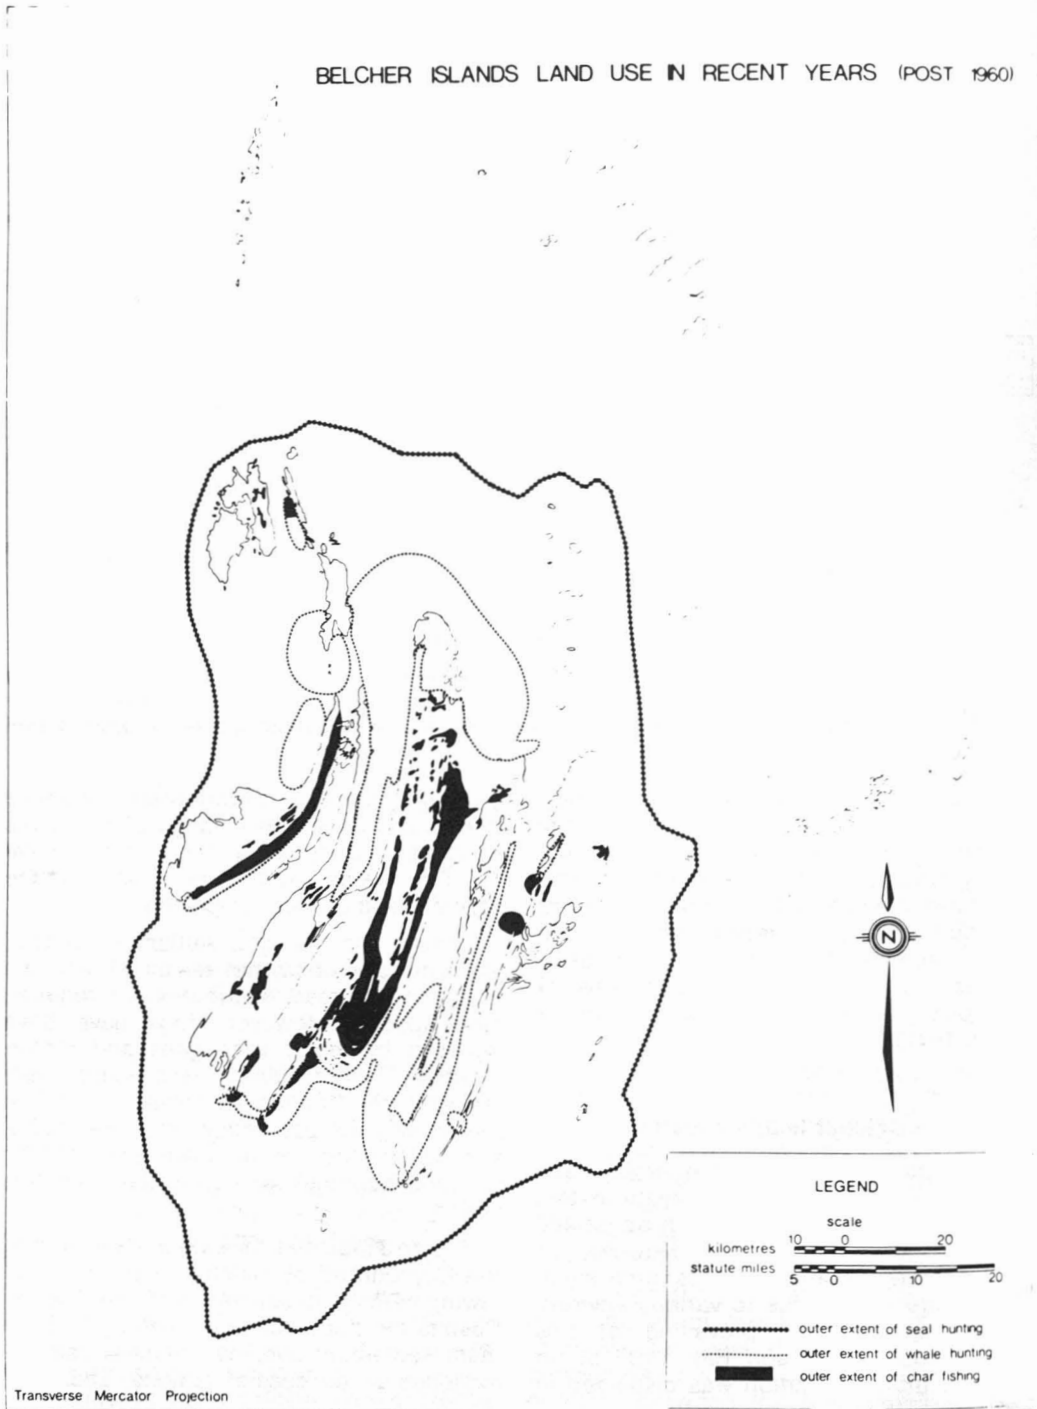 BELCHER ISLANDS LAND USE IN RECENT YEARS (POST 1960)
N
LEGEND
scale
10 0 20
kilometres
statute miles
5 0 10 20
outer extent of seal hunting
outer extent of whale hunting
outer extent of char fishing
Transverse Mercator Projection